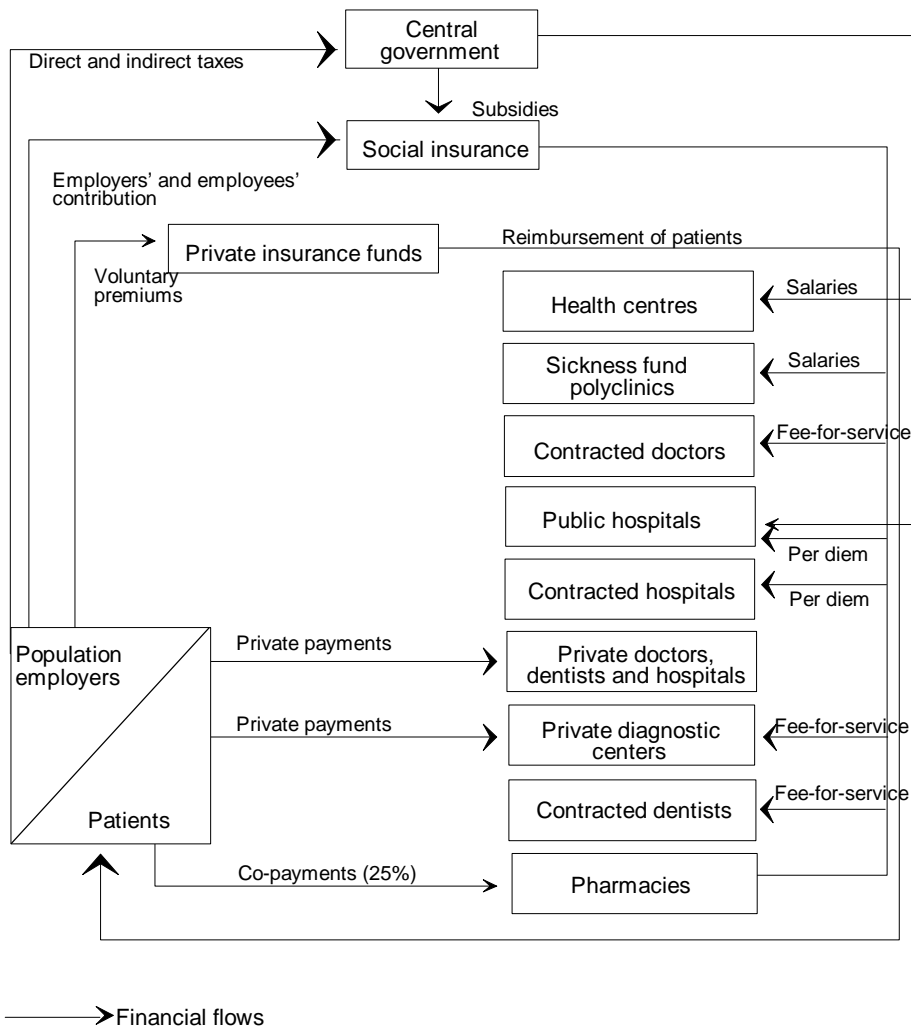 Central
government
Direct and indirect taxes
Subsidies
Social insurance
Employers’ and employees’
contribution
Private insurance funds
Reimbursement of patients
Voluntary
premiums
Health centres
Salaries
Sickness fund
polyclinics
Salaries
Contracted doctors
Fee-for-service
Public hospitals
Per diem
Contracted hospitals
Per diem
Population
employers
Private payments
Private doctors,
dentists and hospitals
Private payments
Private diagnostic
centers
Fee-for-service
Contracted dentists
Fee-for-service
Patients
Co-payments (25%)
Pharmacies
Financial flows